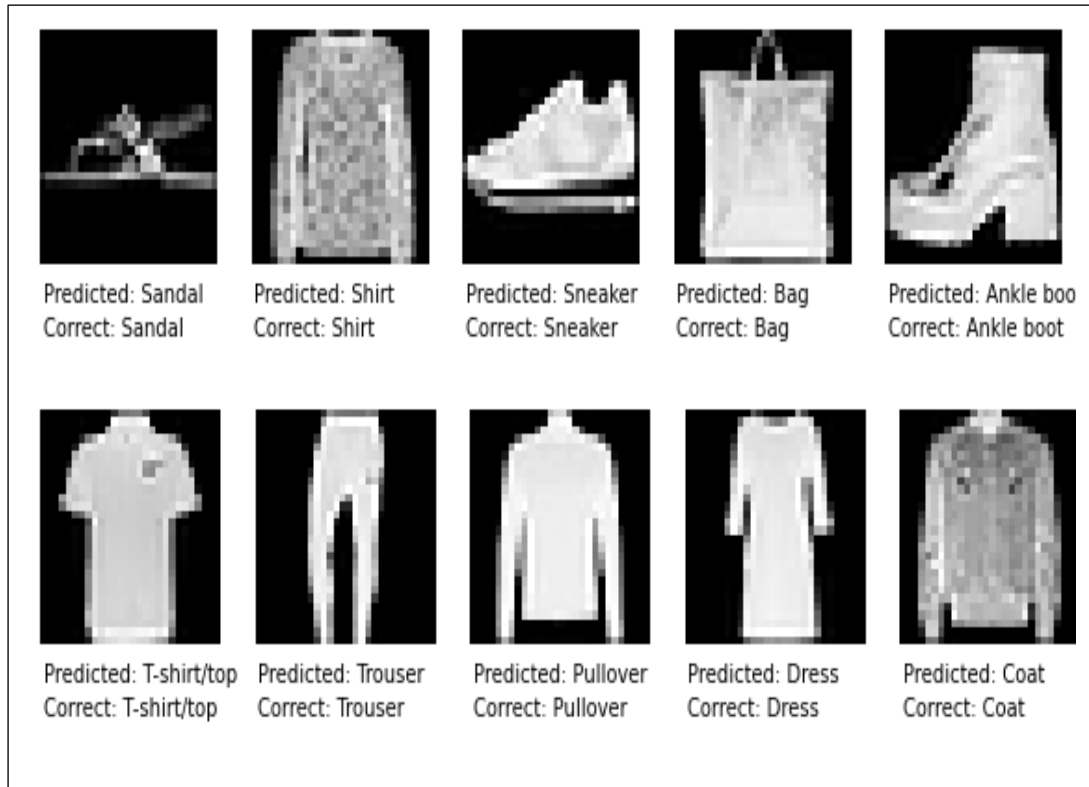 Predicted: Sandal
Correct: Sandal
Predicted: Shirt
Correct: Shirt
Predicted: Sneaker
Correct: Sneaker
Predicted: Bag
Correct: Bag
Predicted: Ankle boo
Correct: Ankle boot
Predicted: T-shirt/top
Correct: T-shirt/top
Predicted: Trouser
Correct: Trouser
Predicted: Pullover
Correct: Pullover
Predicted: Dress
Correct: Dress
Predicted: Coat
Correct: Coat